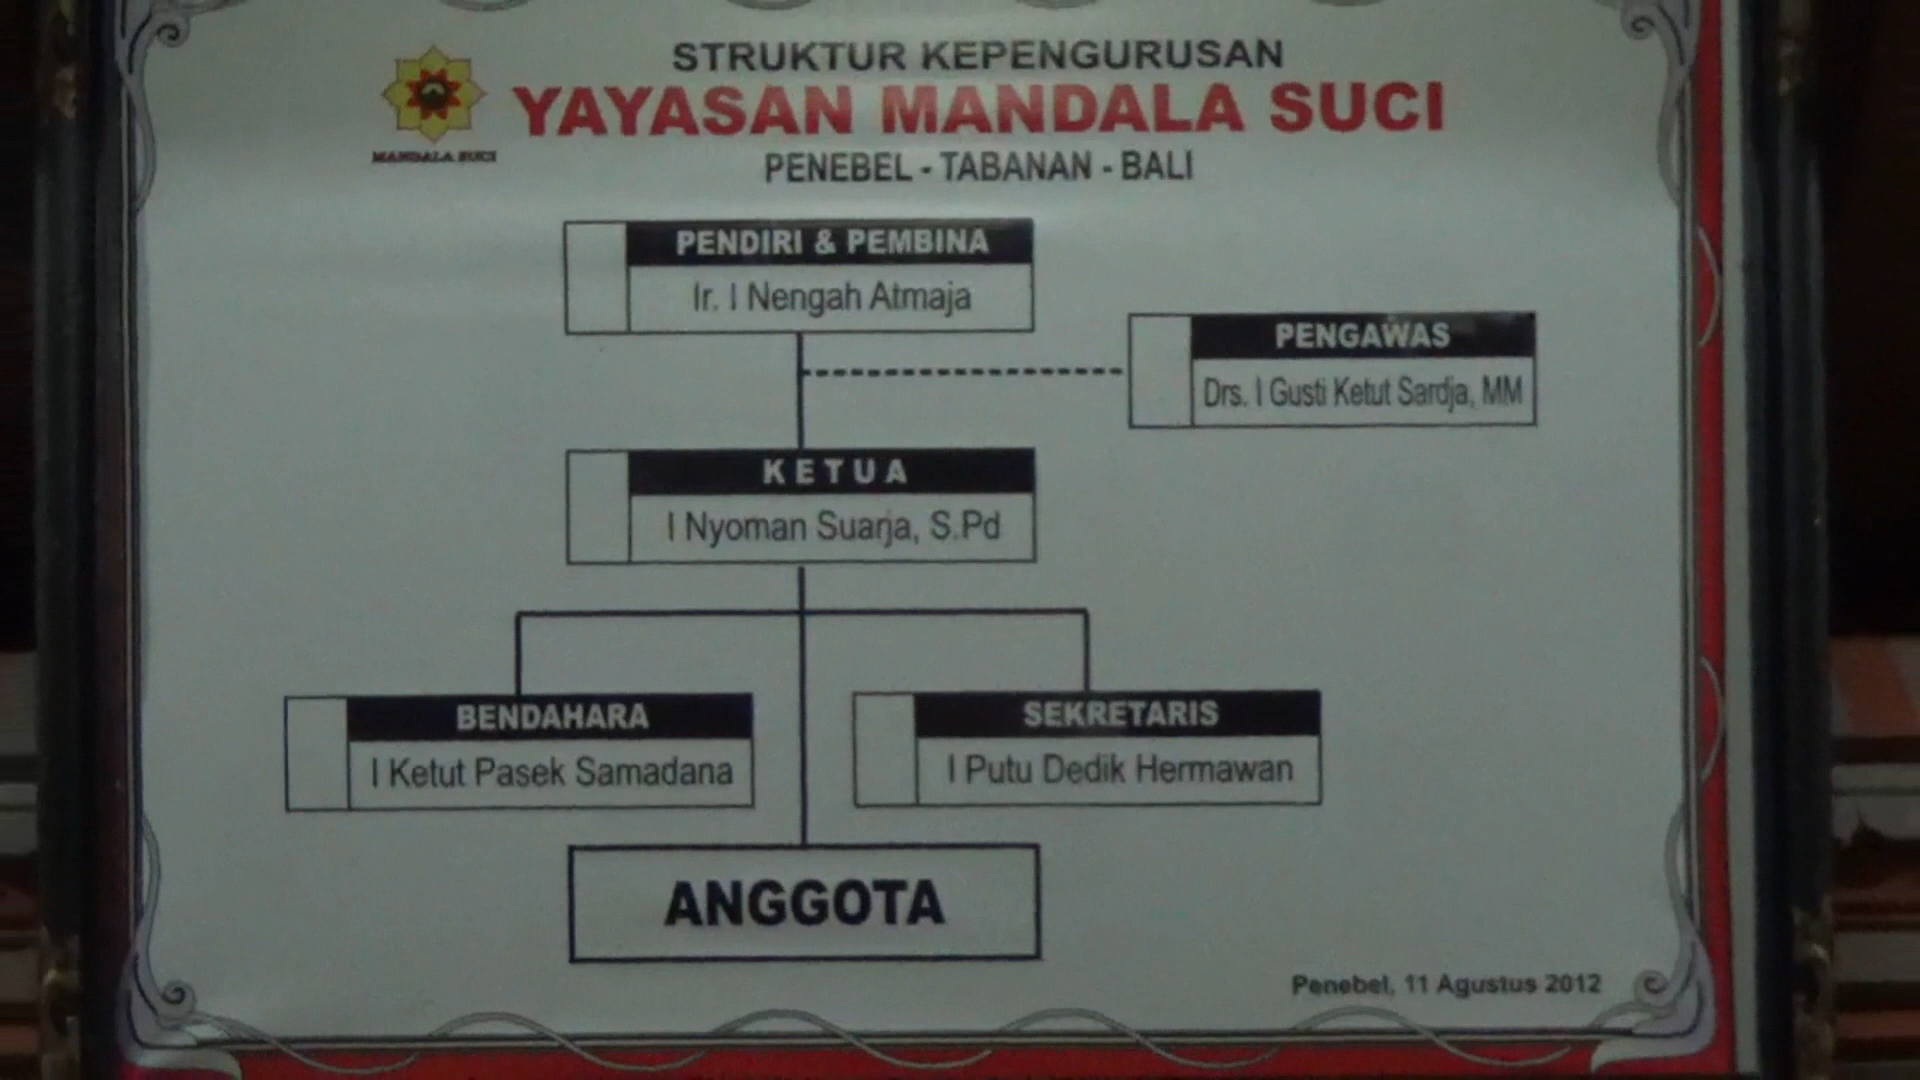 STRUKTUR KEPENGURUSAN
YAYASAN MANDALA SUCI
MANDALA SUCI
PENEBEL - TABANAN - BALI
PENDIRI & PEMBINA
Ir. I Nengah Atmaja
PENGAWAS
Drs. I Gusti Ketut Sardja, MM
KETUA
I Nyoman Suarja, S.Pd
BENDAHARA
I Ketut Pasek Samadana
SEKRETARIS
I Putu Dedik Hermawan
ANGGOTA
Penebel, 11 Agustus 2012